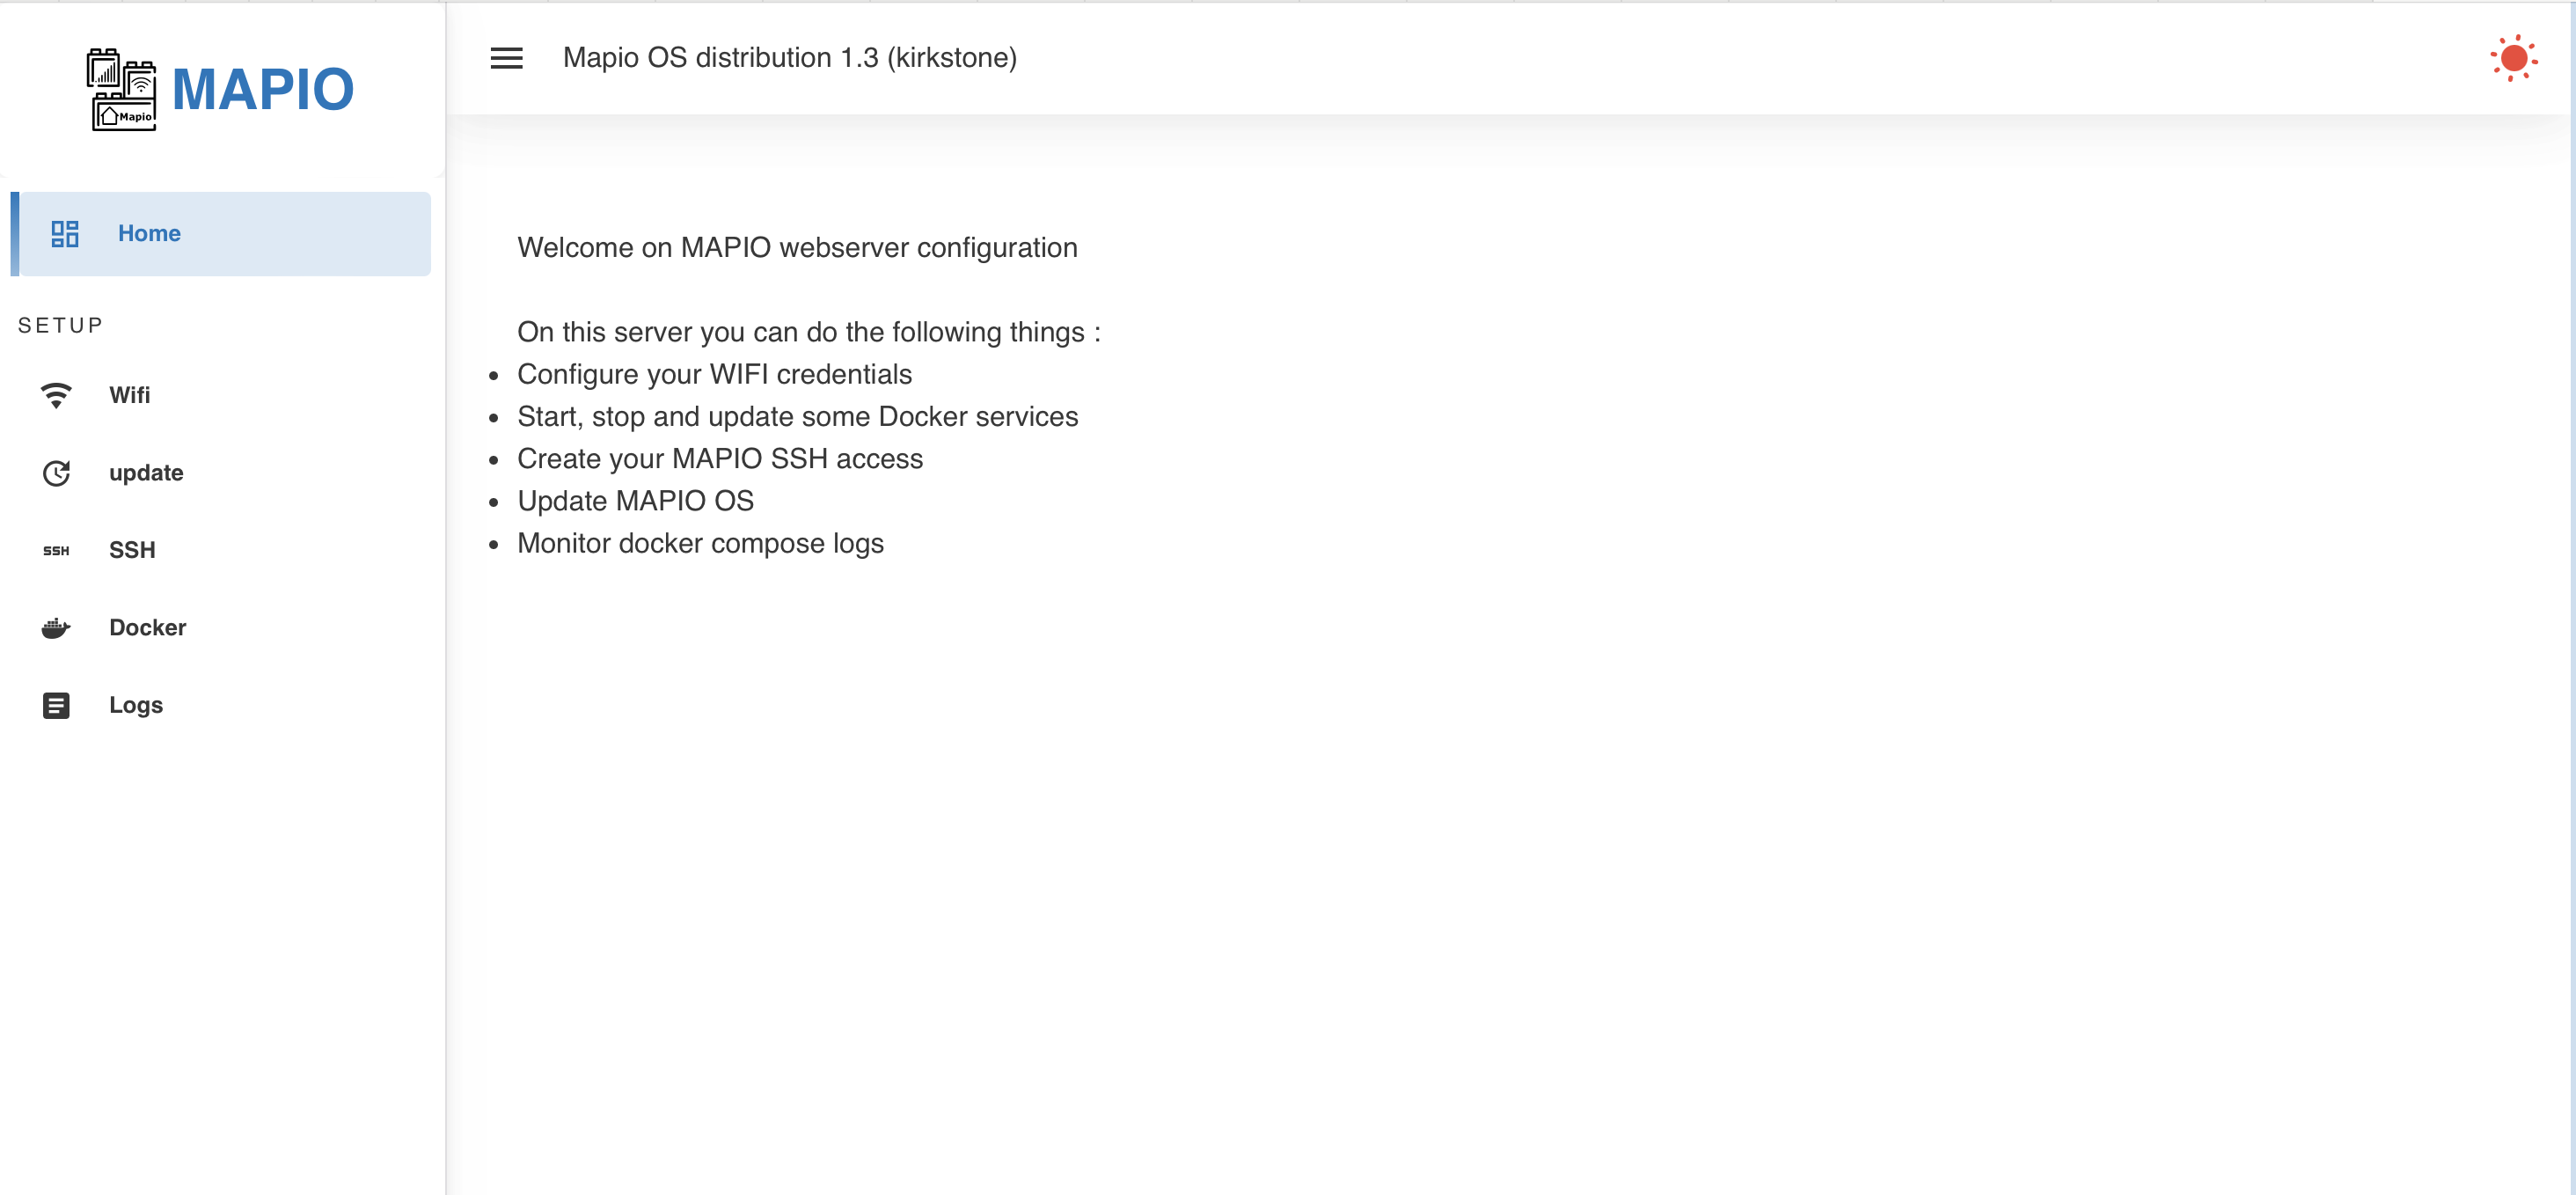 Mapio
MAPIO
Mapio OS distribution 1.3 (kirkstone)
Home
SETUP
Wifi
update
SSH
SSH
Docker
Logs
Welcome on MAPIO webserver configuration
On this server you can do the following things :
Configure your WIFI credentials
Start, stop and update some Docker services
Create your MAPIO SSH access
Update MAPIO OS
Monitor docker compose logs